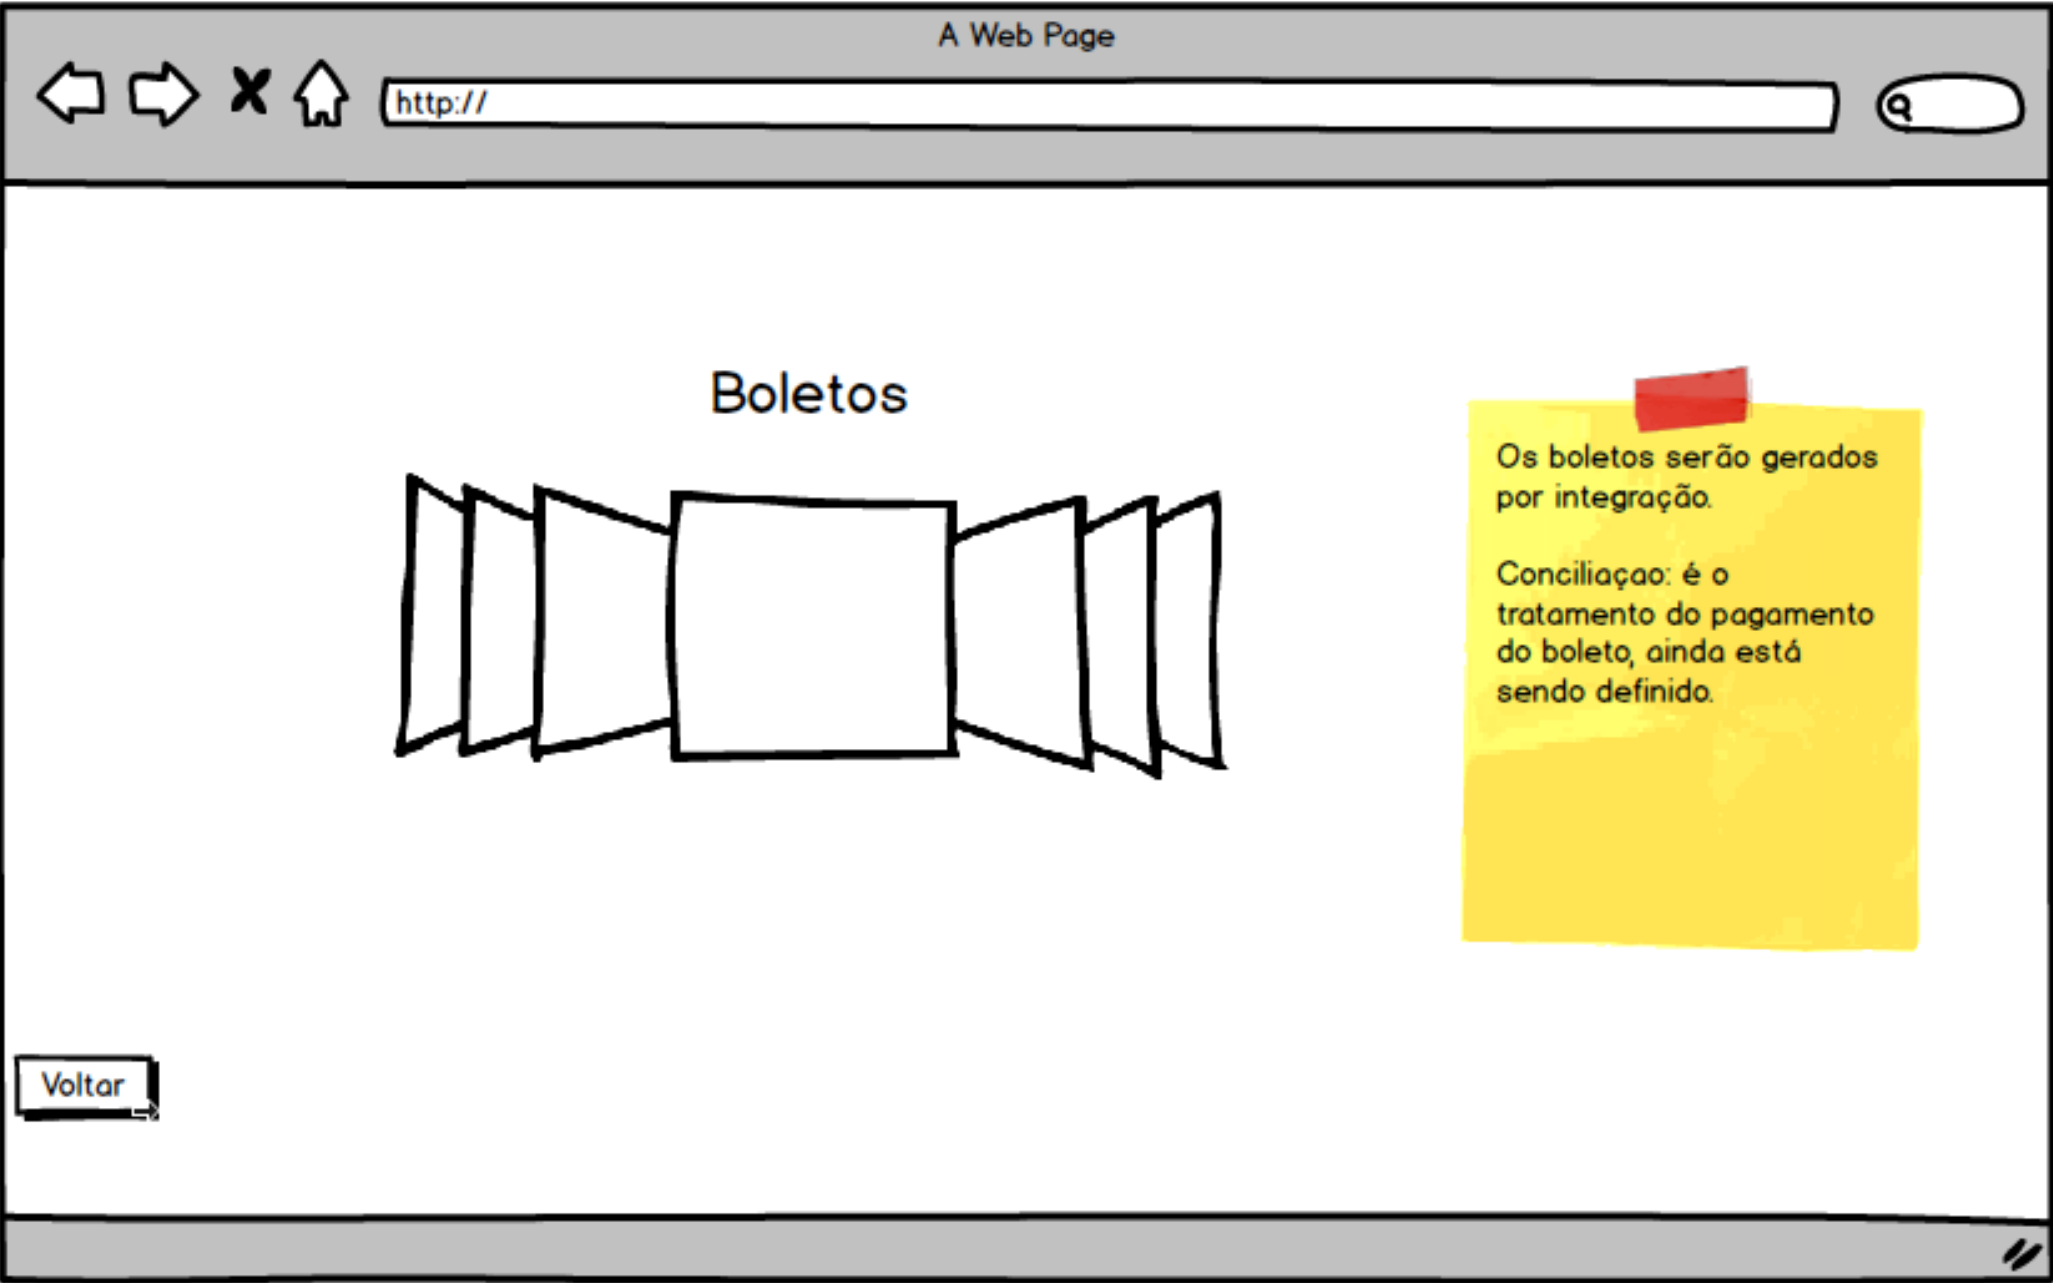 A Web Page
http://
Boletos
Os boletos serão gerados
por integração.
Conciliaçao: é o
tratamento do pagamento
do boleto, ainda está
sendo definido.
Voltar